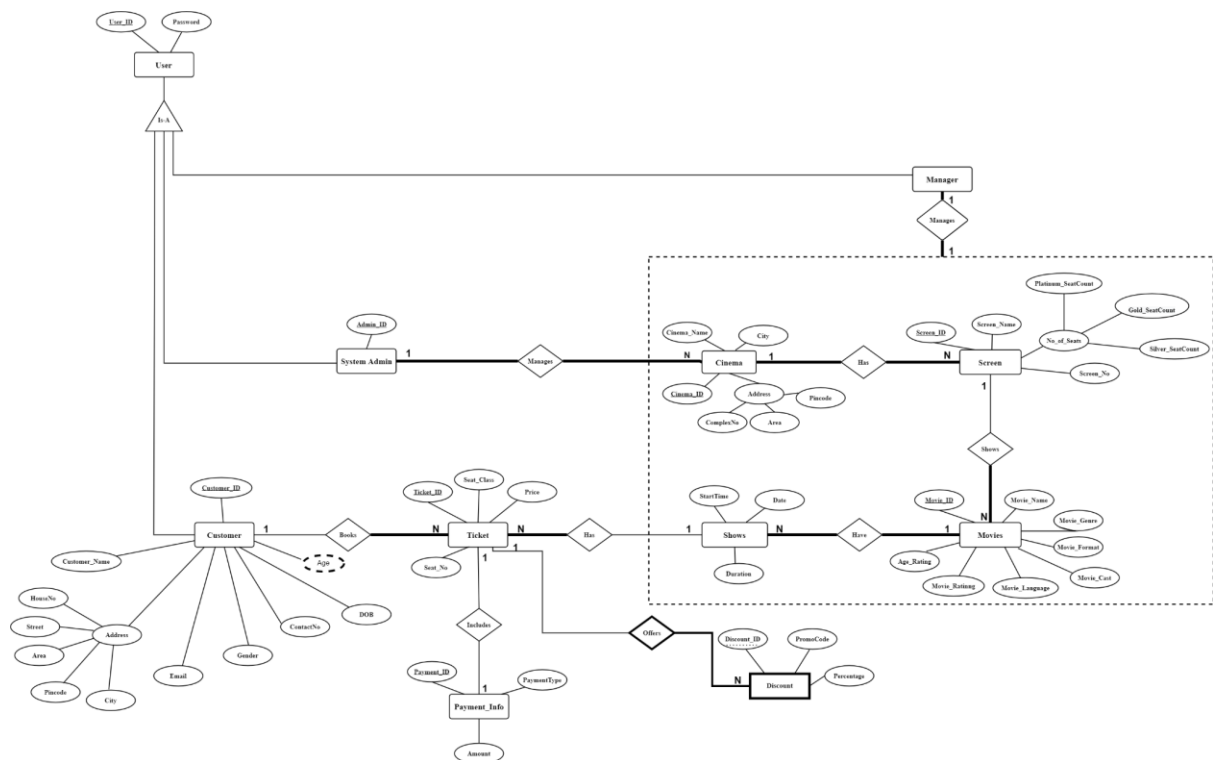 User_ID
Password
User
Is-A
Manager
1
Manages
1
Platinum_SeatCount
Gold_SeatCount
Silver_SeatCount
No_of_Seats
Screen_Name
Screen_ID
Screen_No
Screen
Admin_ID
System Admin
1
Manages
N
Cinema_Name
City
Cinema
Cinema_ID
Address
Pincode
ComplexNo
Area
1
Has
N
1
Shows
N
Customer_ID
Customer
Customer_Name
Age
HouseNo
Street
Area
Pincode
City
Address
Email
Gender
ContactNo
DOB
1
Books
N
Seat_Class
Ticket_ID
Price
Ticket
Seat_No
N
Has
1
StartTime
Date
Shows
Duration
N
Have
1
Movie_ID
Movie_Name
Movie_Genre
Movie_Format
Movie_Cast
Movie_Language
Movie_Ratiung
Age_Rating
Movies
1
Includes
1
Payment_ID
PaymentType
Payment_Info
Amount
1
Offers
N
Discount_ID
PromoCode
Percentage
Discount